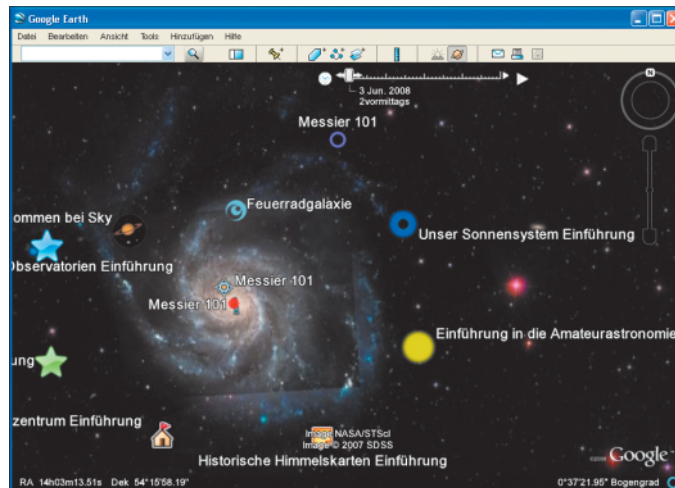 Google Earth
Datei Bearbeiten Ansicht Tools Hinzufügen Hilfe
3 Jun. 2008
2vormittags
N
Messier 101
Feuerradgalaxie
ommen bei Sky
Unser Sonnensystem Einführung
Observatorien Einführung
Messier 101
Messier 101
Einführung in die Amateurastronomie
ung
zentrum Einführung
Image NASA/STScI
Image © 2007 SDSS
Historische Himmelskarten Einführung
Google
RA 14h03m13.51s Dek 54°15'58.19"
0°37'21.95" Bogengrad